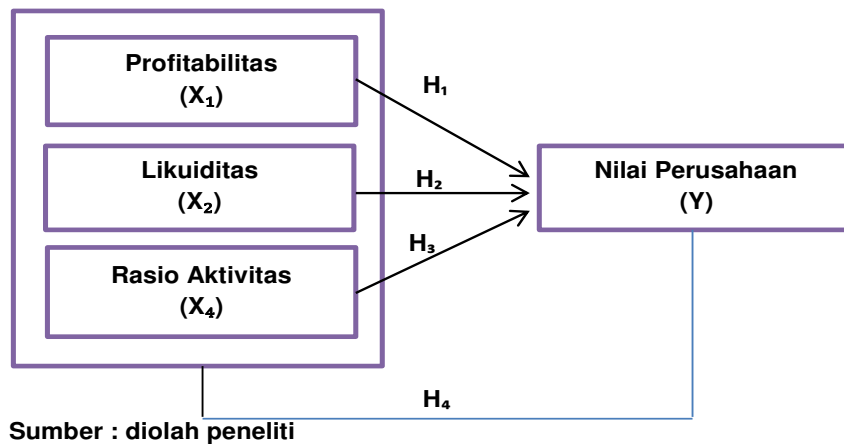 Profitabilitas
(X₁)
H₁
Likuiditas
(X₂)
H₂
Nilai Perusahaan
(Y)
H₃
Rasio Aktivitas
(X₄)
H₄
Sumber : diolah peneliti